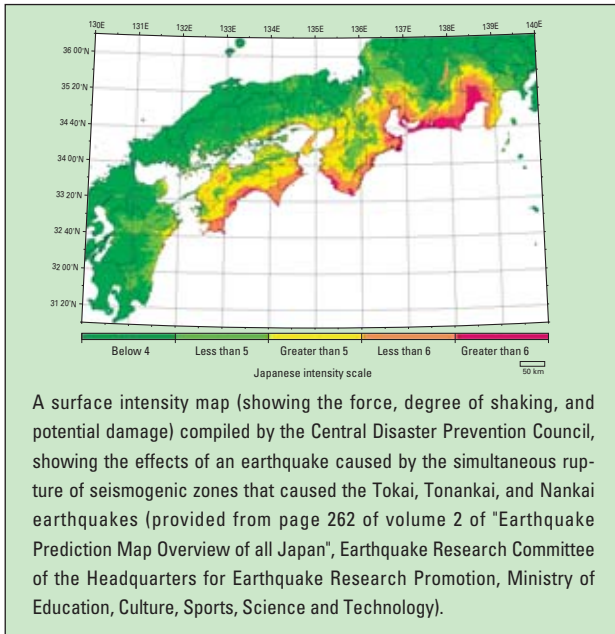 130E 131E 132E 133E 134E 135E 136E 137E 138E 139E 140E
36 00'N
35 20'N
34 40'N
34 00'N
33 20'N
32 40'N
32 00'N
31 20'N
Below 4 Less than 5 Greater than 5 Less than 6 Greater than 6
Japanese intensity scale
50 km
A surface intensity map (showing the force, degree of shaking, and
potential damage) compiled by the Central Disaster Prevention Council,
showing the effects of an earthquake caused by the simultaneous rup-
ture of seismogenic zones that caused the Tokai, Tonankai, and Nankai
earthquakes (provided from page 262 of volume 2 of "Earthquake
Prediction Map Overview of all Japan", Earthquake Research Committee
of the Headquarters for Earthquake Research Promotion, Ministry of
Education, Culture, Sports, Science and Technology).